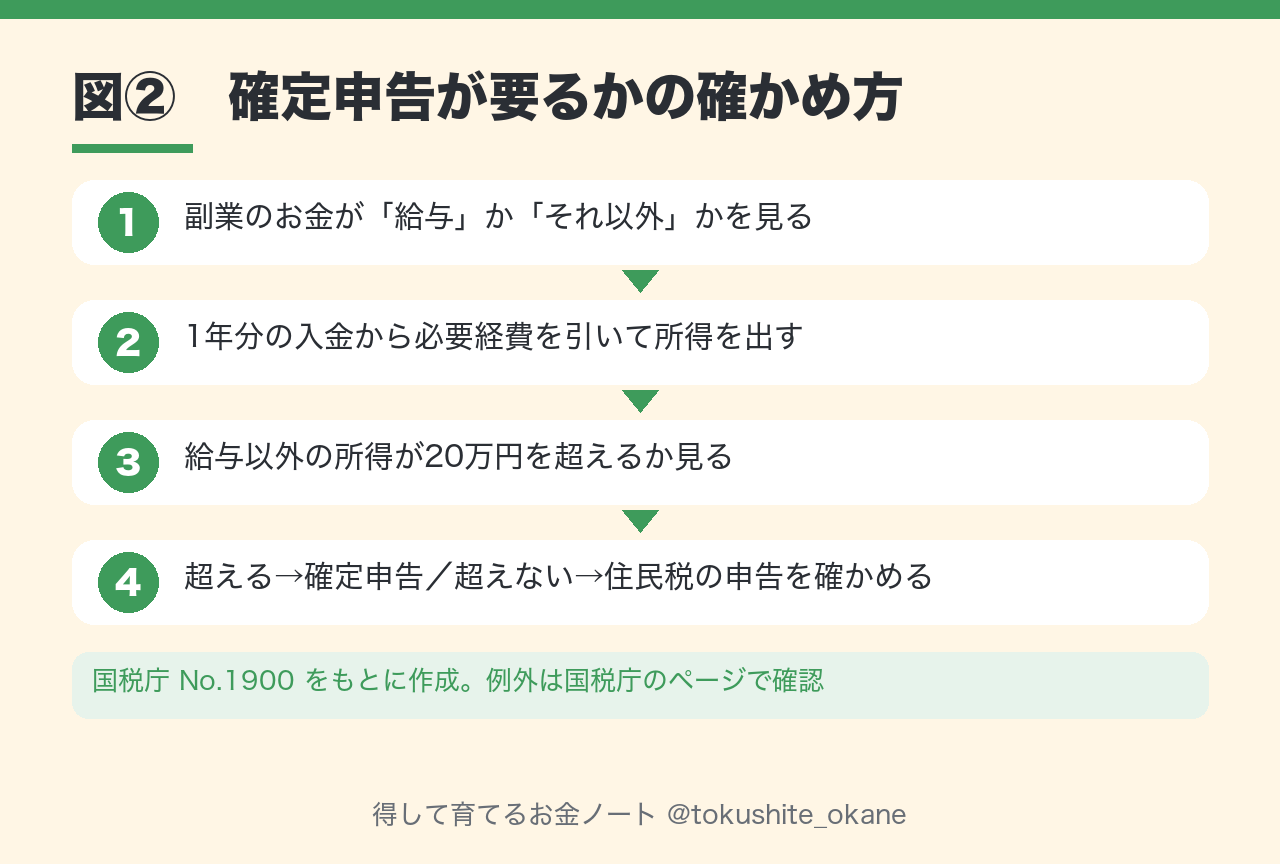 図②　確定申告が要るかの確かめ方
1 副業のお金が「給与」か「それ以外」かを見る
2 1年分の入金から必要経費を引いて所得を出す
3 給与以外の所得が20万円を超えるか見る
4 超える→確定申告／超えない→住民税の申告を確かめる
国税庁 No.1900 をもとに作成。例外は国税庁のページで確認
得して育てるお金ノート @tokushite_okane